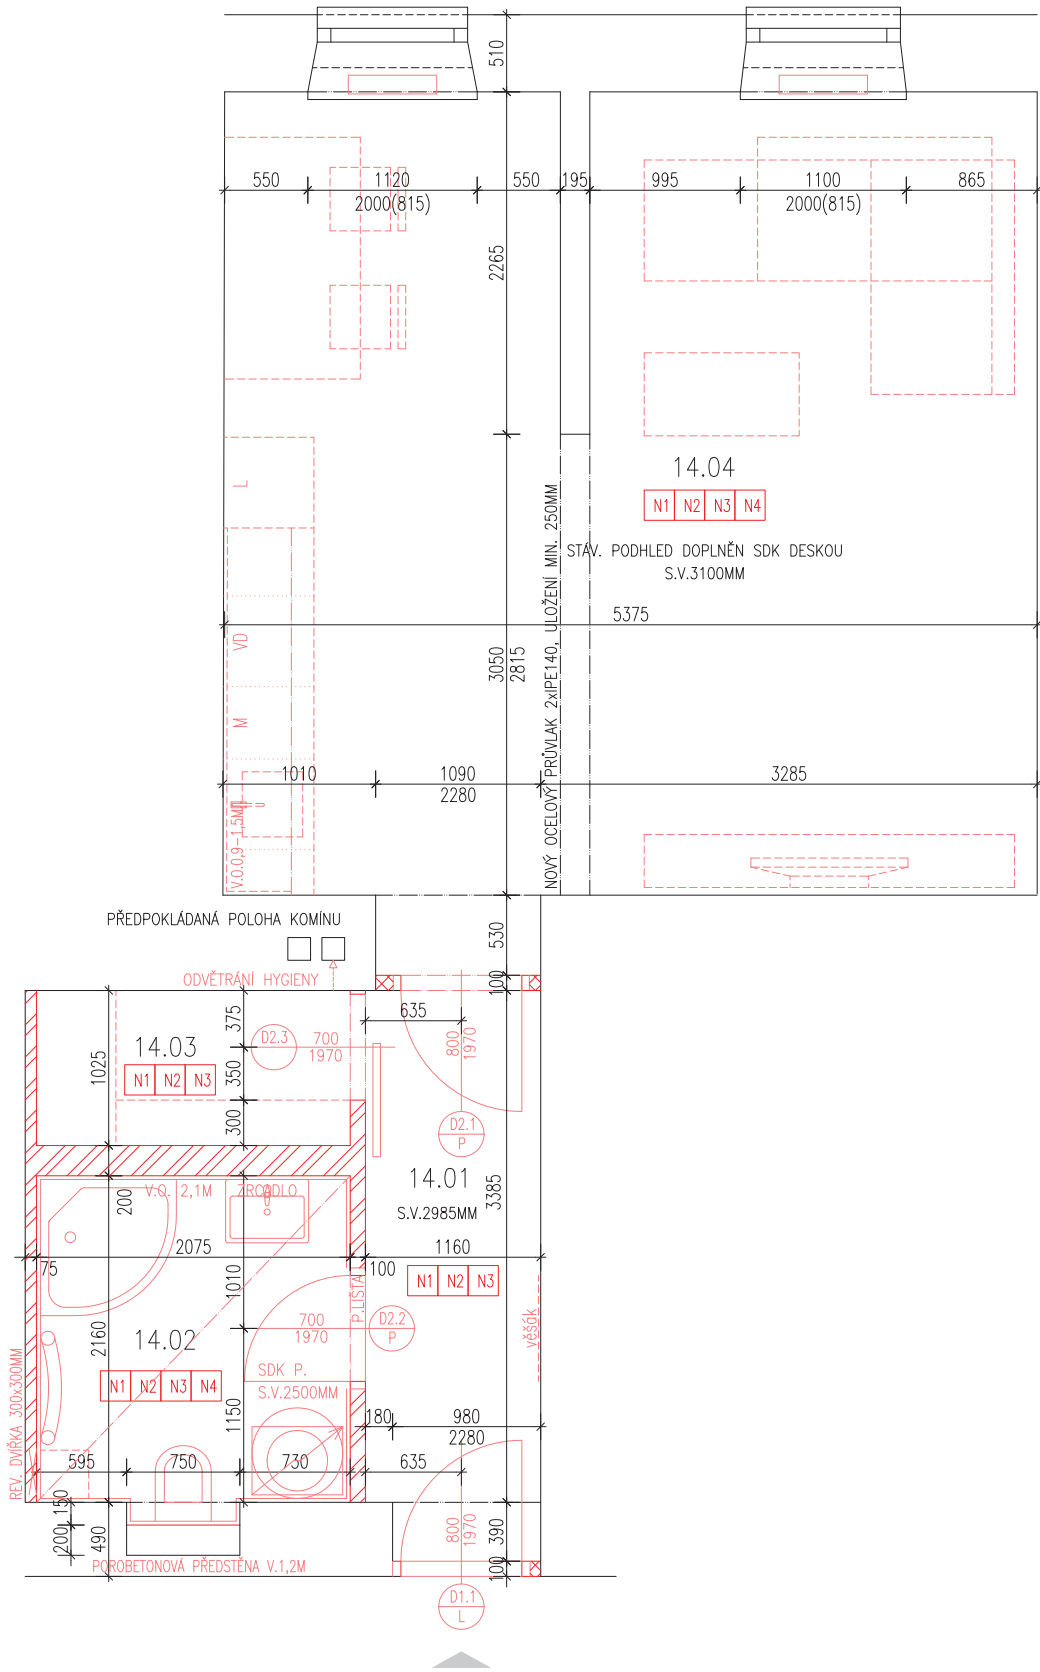 510
550
1120
2000(815)
550
195
995
1100
2000(815)
865
2265
14.04
N1 N2 N3 N4
STÁV. PODHLED DOPLNĚN SDK DESKOU
S.V.3100MM
L
NOVÝ OCELOVÝ PRŮVLAK 2xIPE140, ULOŽENÍ MIN. 250MM
5375
VD
3050
2815
M
1010
1090
2280
3285
V.O.0,9-1,5M
PŘEDPOKLÁDANÁ POLOHA KOMÍNU
530
ODVĚTRÁNÍ HYGIENY
100
375
635
D2.3
700
1970
800
1970
14.03
N1 N2 N3
1025
350
300
D2.1
P
14.01
S.V.2985MM
3385
V.O. 2,1M
ZRCADLO
200
2075
1160
75
100
N1 N2 N3
1010
P.LIŠTA
700
1970
D2.2
P
věšák
14.02
2160
N1 N2 N3 N4
SDK P.
S.V.2500MM
REV. DVÍŘKA 300x300MM
1150
180
980
2280
595
750
730
635
150
200
490
800
1970
390
100
POROBETONOVÁ PŘEDSTĚNA V.1,2M
D1.1
L